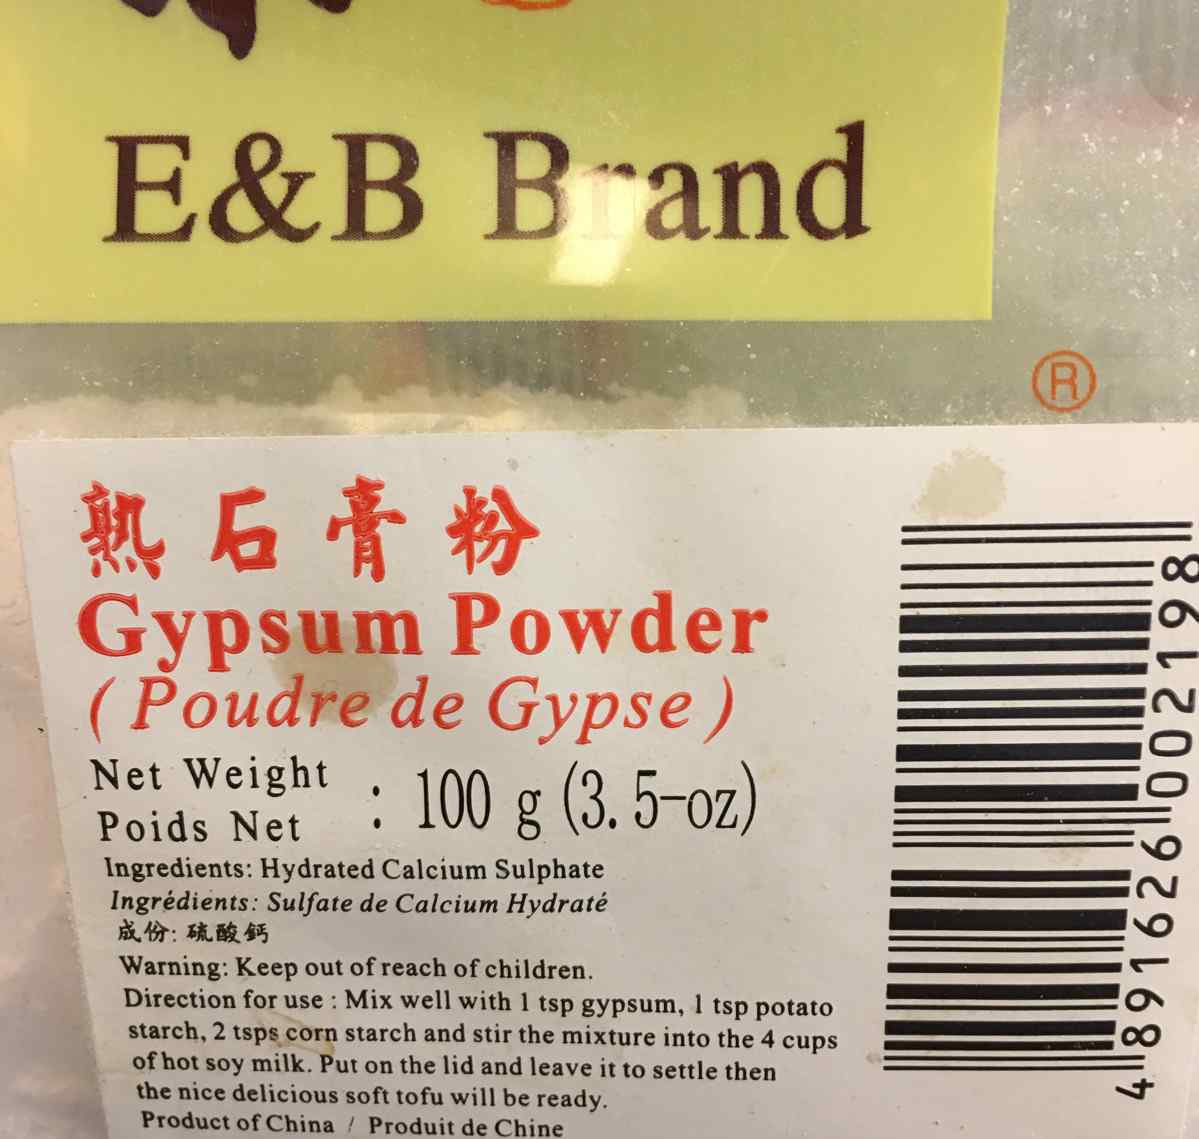 E&B Brand
®
熟石膏粉
Gypsum Powder
(Poudre de Gypse)
Net Weight
Poids Net
: 100 g (3.5-oz)
Ingredients: Hydrated Calcium Sulphate
Ingrédients: Sulfate de Calcium Hydraté
成份: 硫酸鈣
Warning: Keep out of reach of children.
Direction for use : Mix well with 1 tsp gypsum, 1 tsp potato
starch, 2 tsps corn starch and stir the mixture into the 4 cups
of hot soy milk. Put on the lid and leave it to settle then
the nice delicious soft tofu will be ready.
Product of China / Produit de Chine
4 891626 002198